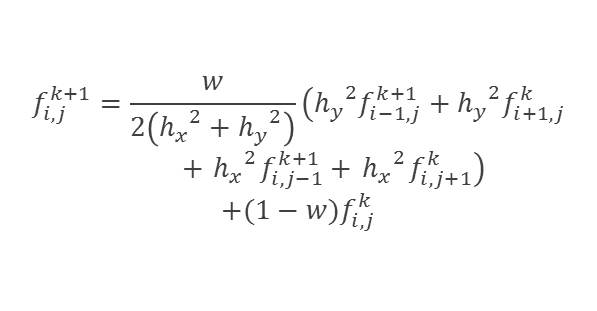 f_{i,j}^{k+1} = \frac{w}{2(h_x^2 + h_y^2)} (h_y^2 f_{i-1,j}^{k+1} + h_y^2 f_{i+1,j}^k
+ h_x^2 f_{i,j-1}^{k+1} + h_x^2 f_{i,j+1}^k)
+(1 − w)f_{i,j}^k